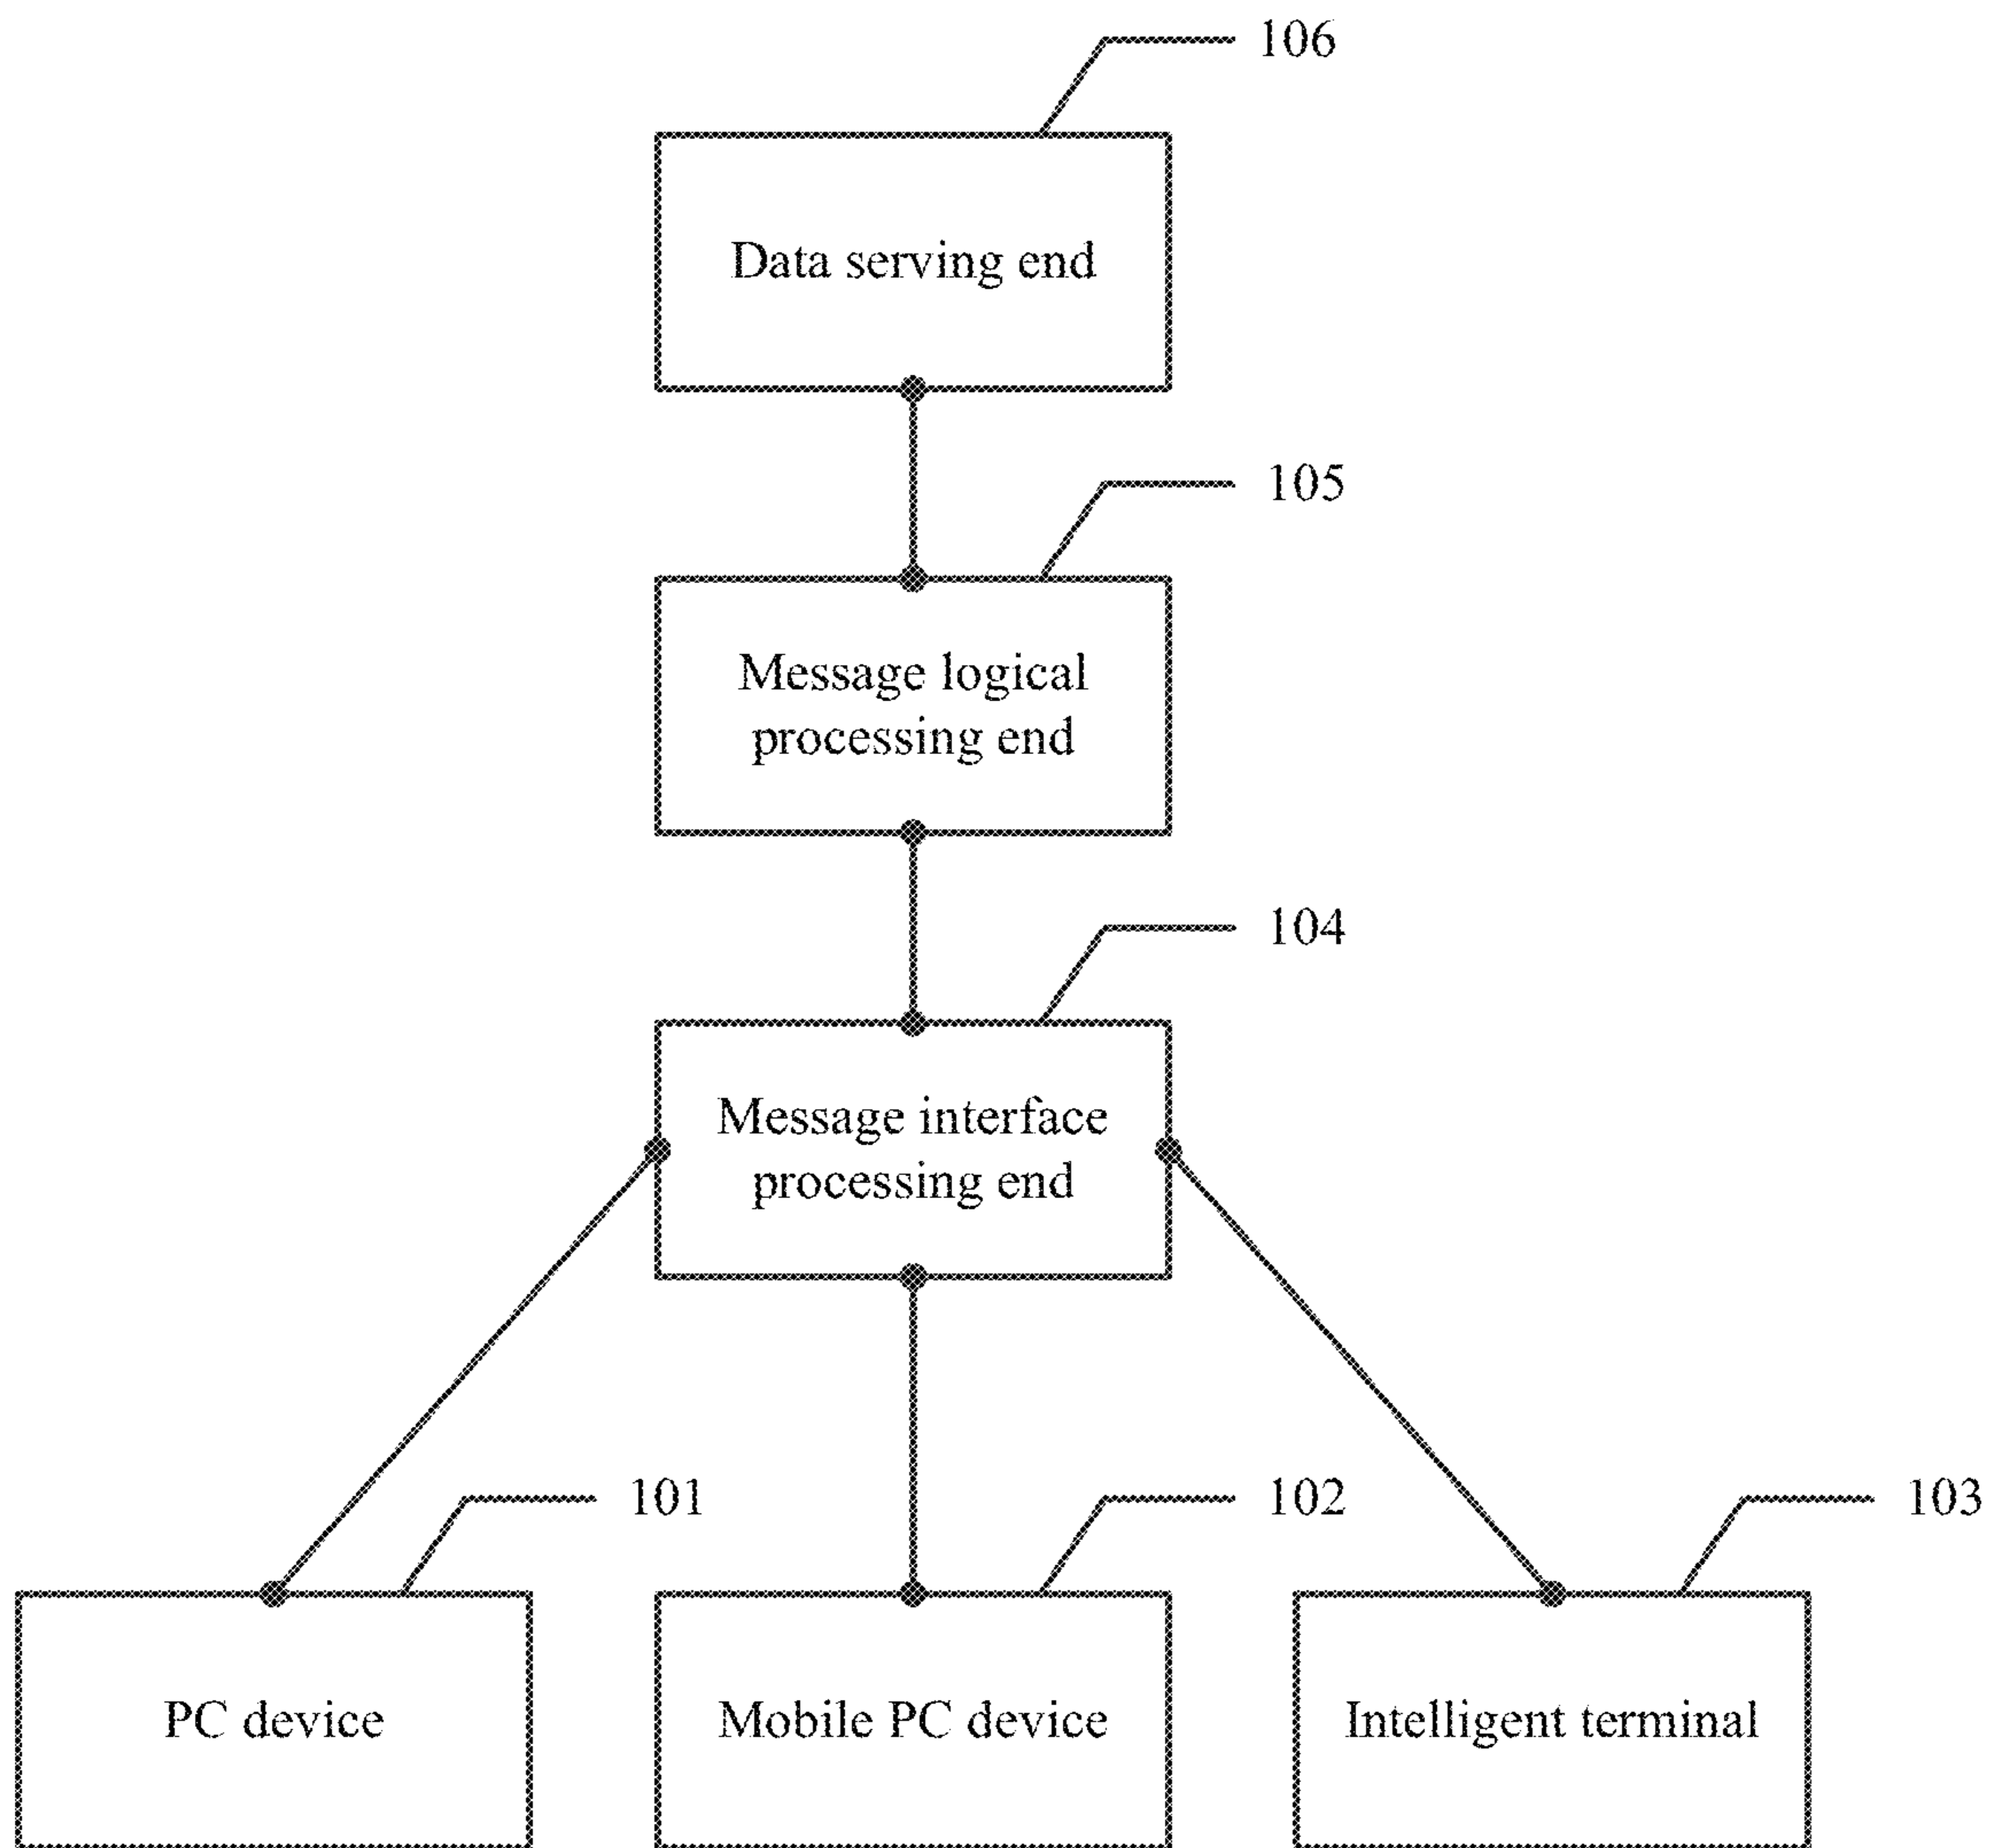 106
Data serving end
105
Message logical
processing end
104
Message interface
processing end
101
102
103
PC device
Mobile PC device
Intelligent terminal